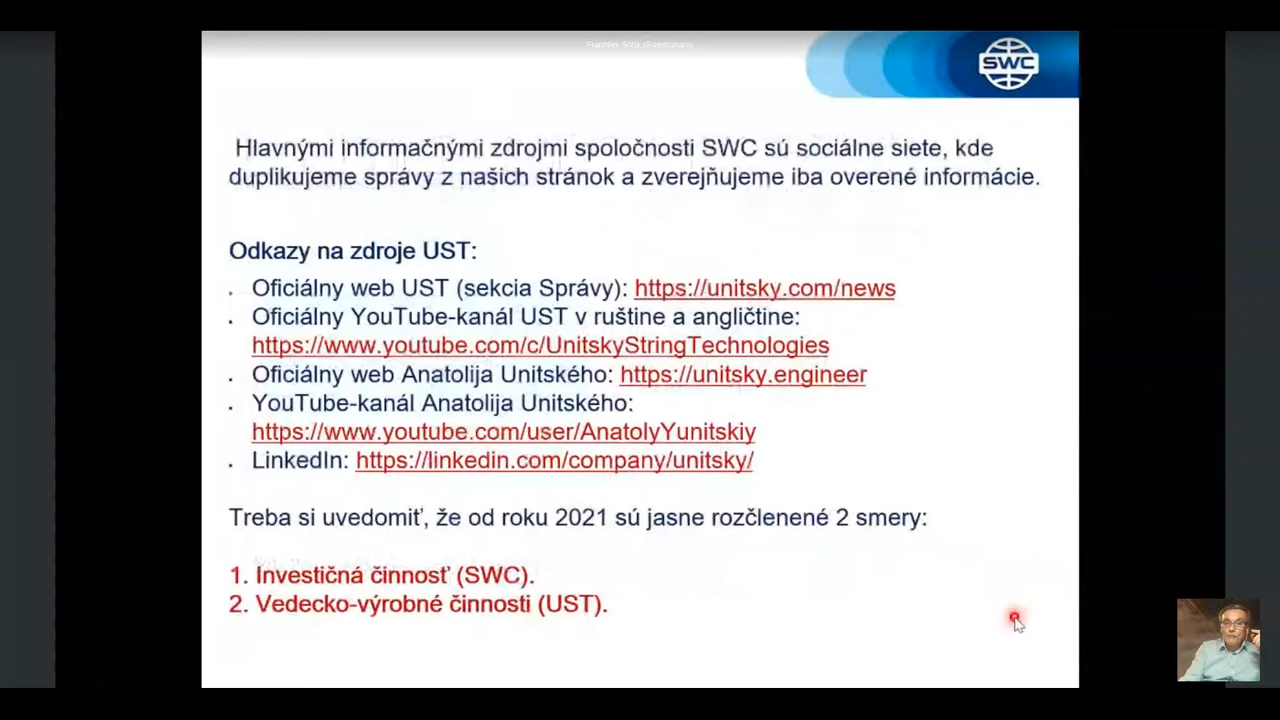 SWC
Hlavnými informačnými zdrojmi spoločnosti SWC sú sociálne siete, kde
duplikujeme správy z našich stránok a zverejňujeme iba overené informácie.
Odkazy na zdroje UST:
Oficiálny web UST (sekcia Správy): https://unitsky.com/news
Oficiálny YouTube-kanál UST v ruštine a angličtine:
https://www.youtube.com/c/UnitskyStringTechnologies
Oficiálny web Anatolija Unitského: https://unitsky.engineer
YouTube-kanál Anatolija Unitského:
https://www.youtube.com/user/AnatolyYunitskiy
LinkedIn: https://linkedin.com/company/unitsky/
Treba si uvedomiť, že od roku 2021 sú jasne rozčlenené 2 smery:
1. Investičná činnosť (SWC).
2. Vedecko-výrobné činnosti (UST).